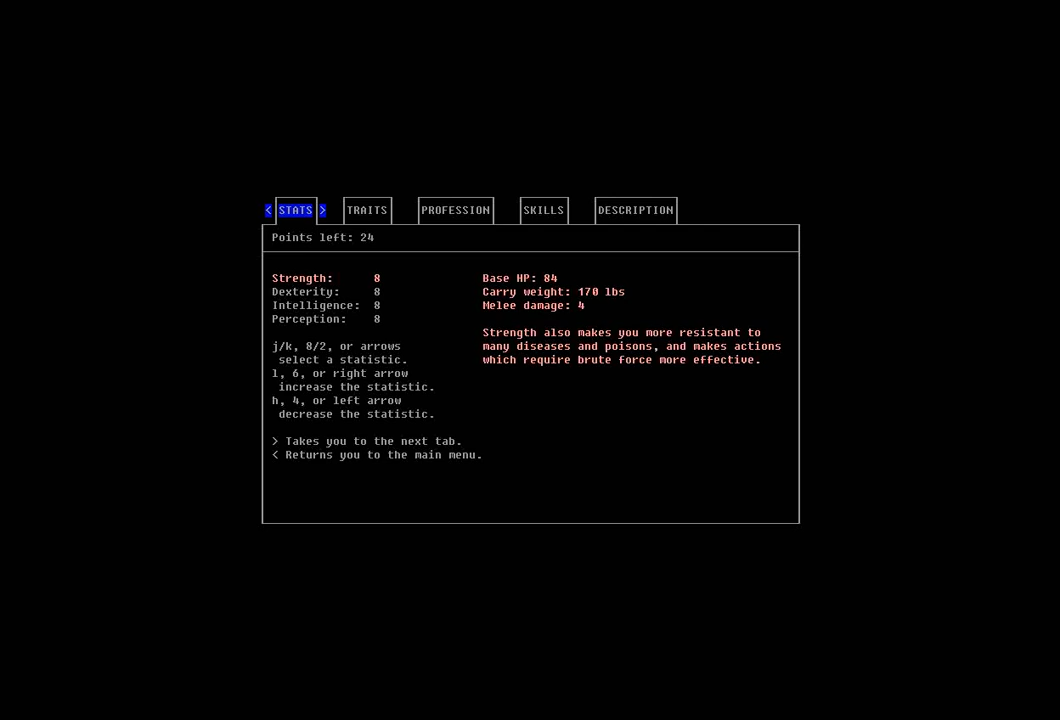 < STATS > TRAITS PROFESSION SKILLS DESCRIPTION
Points left: 24
Strength: 8
Dexterity: 8
Intelligence: 8
Perception: 8
j/k, 8/2, or arrows
select a statistic.
l, 6, or right arrow
increase the statistic.
h, 4, or left arrow
decrease the statistic.
> Takes you to the next tab.
< Returns you to the main menu.
Base HP: 84
Carry weight: 170 lbs
Melee damage: 4
Strength also makes you more resistant to
many diseases and poisons, and makes actions
which require brute force more effective.